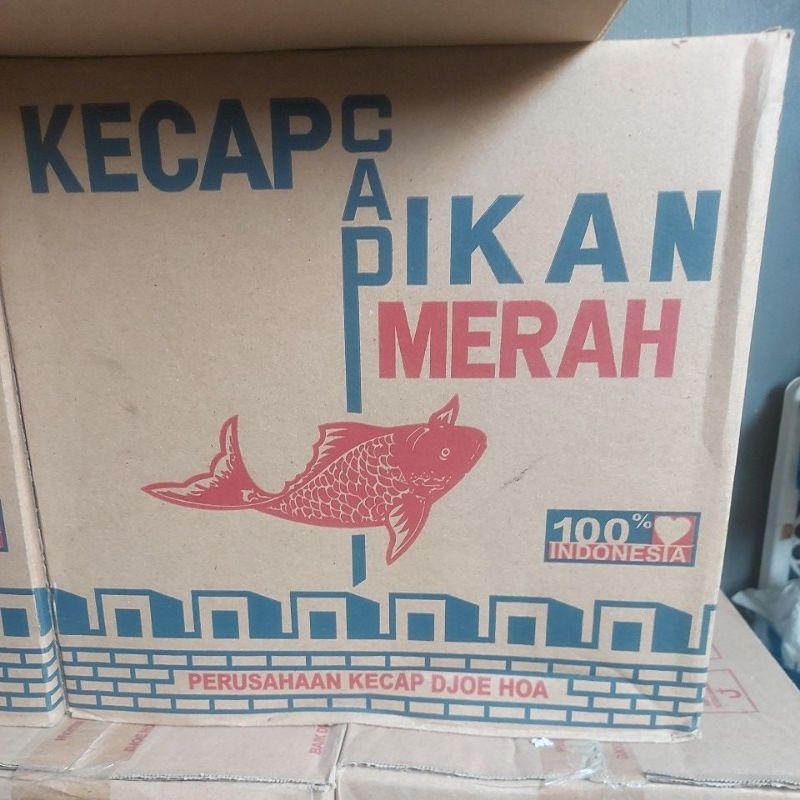 KECAP
CAP
IKAN
MERAH
100%
INDONESIA
PERUSAHAAN KECAP DJOE HOA